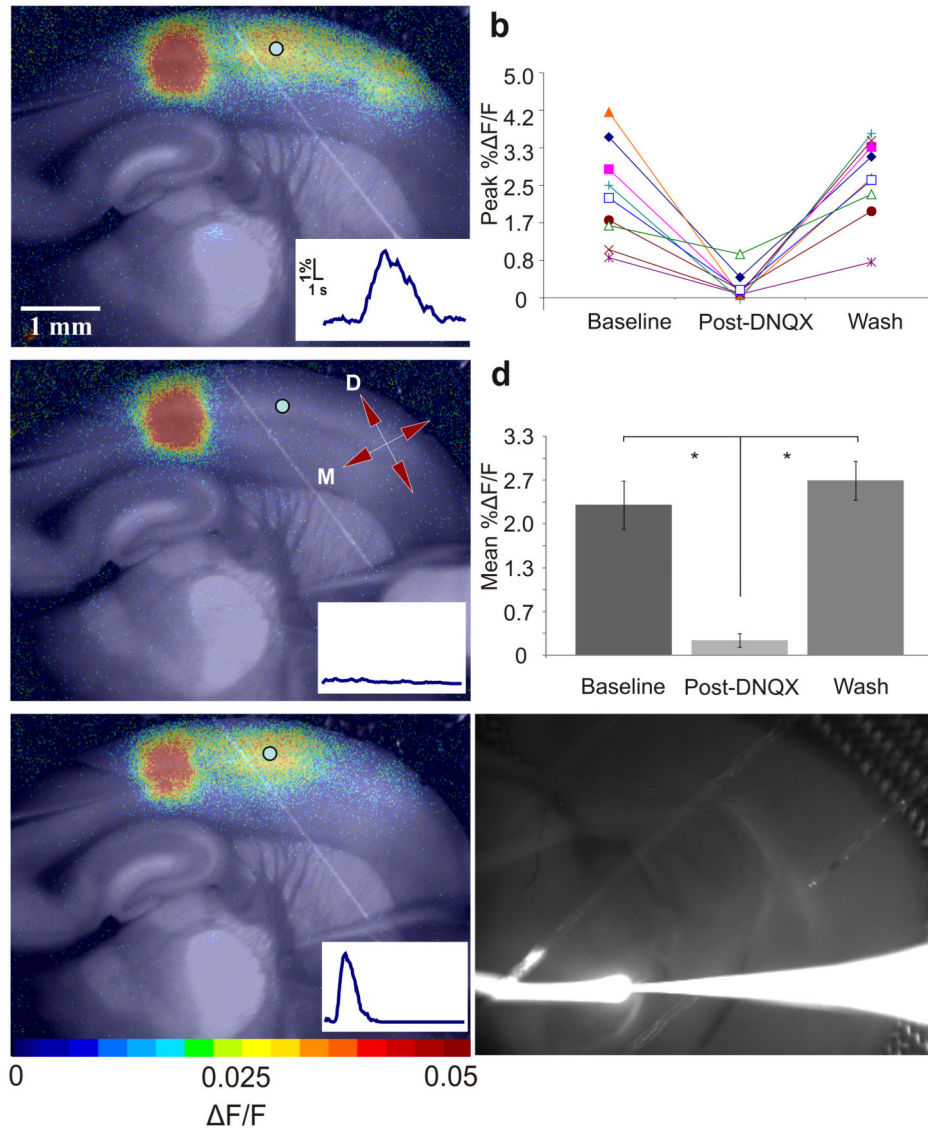 1%
1 s
1 mm
b
Peak %ΔF/F
5.0
4.2
3.3
2.5
1.7
0.8
0
Baseline Post-DNQX Wash
D
M
d
Mean %ΔF/F
3.3
2.7
2.0
1.3
0.7
0
* *
Baseline Post-DNQX Wash
0 0.025 0.05
ΔF/F